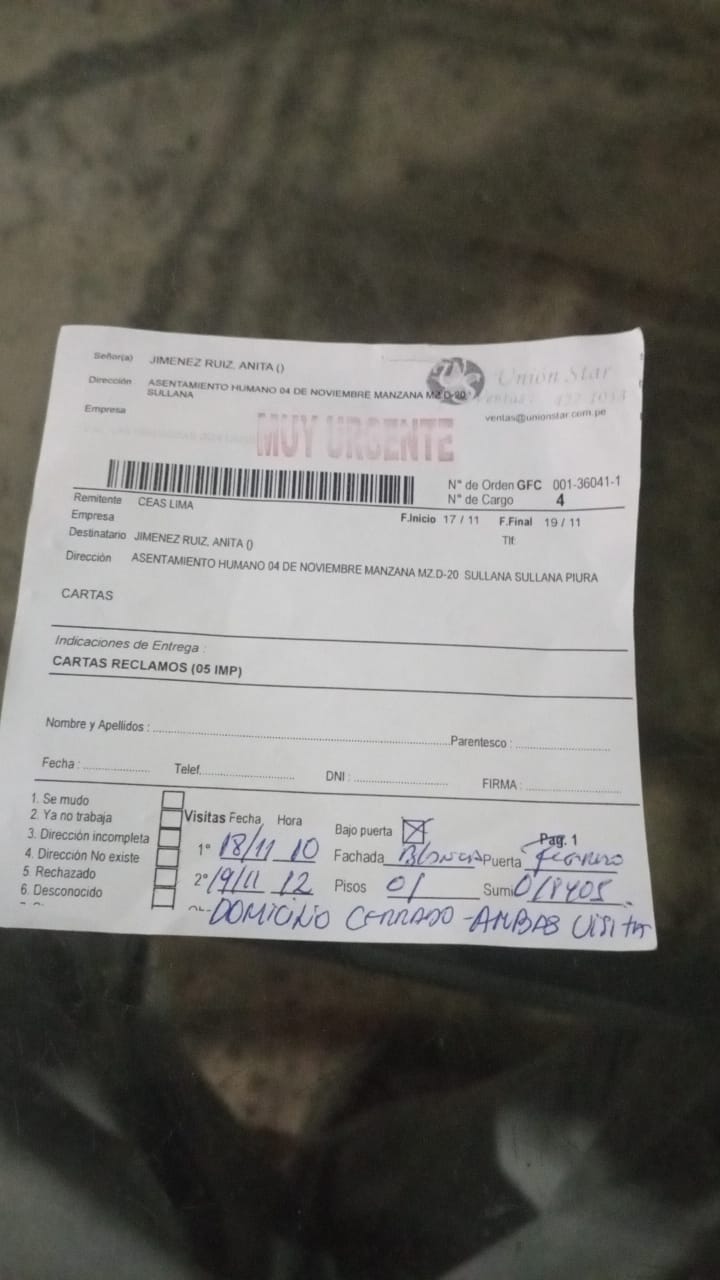 Señor(a) JIMENEZ RUIZ, ANITA ()
Unión Star
Dirección ASENTAMIENTO HUMANO 04 DE NOVIEMBRE MANZANA MZ.D-20
SULLANA
Empresa
ventas@unionstar.com.pe
MUY URGENTE
N° de Orden GFC 001-36041-1
N° de Cargo 4
Remitente CEAS LIMA
Empresa
F.Inicio 17 / 11 F.Final 19 / 11
Destinatario JIMENEZ RUIZ, ANITA ()
Tlf:
Dirección ASENTAMIENTO HUMANO 04 DE NOVIEMBRE MANZANA MZ.D-20 SULLANA SULLANA PIURA
CARTAS
Indicaciones de Entrega :
CARTAS RECLAMOS (05 IMP)
Nombre y Apellidos : Parentesco :
Fecha : Telef. DNI : FIRMA :
1. Se mudo
2. Ya no trabaja
3. Dirección incompleta
4. Dirección No existe
5. Rechazado
6. Desconocido
Visitas Fecha Hora
Bajo puerta
Pag. 1
1° 18/11 10 Fachada BLANCA Puerta
2° 19/11 12 Pisos 01 Sumi 018405
DOMICILIO CERRADO - AMBAS VISITA